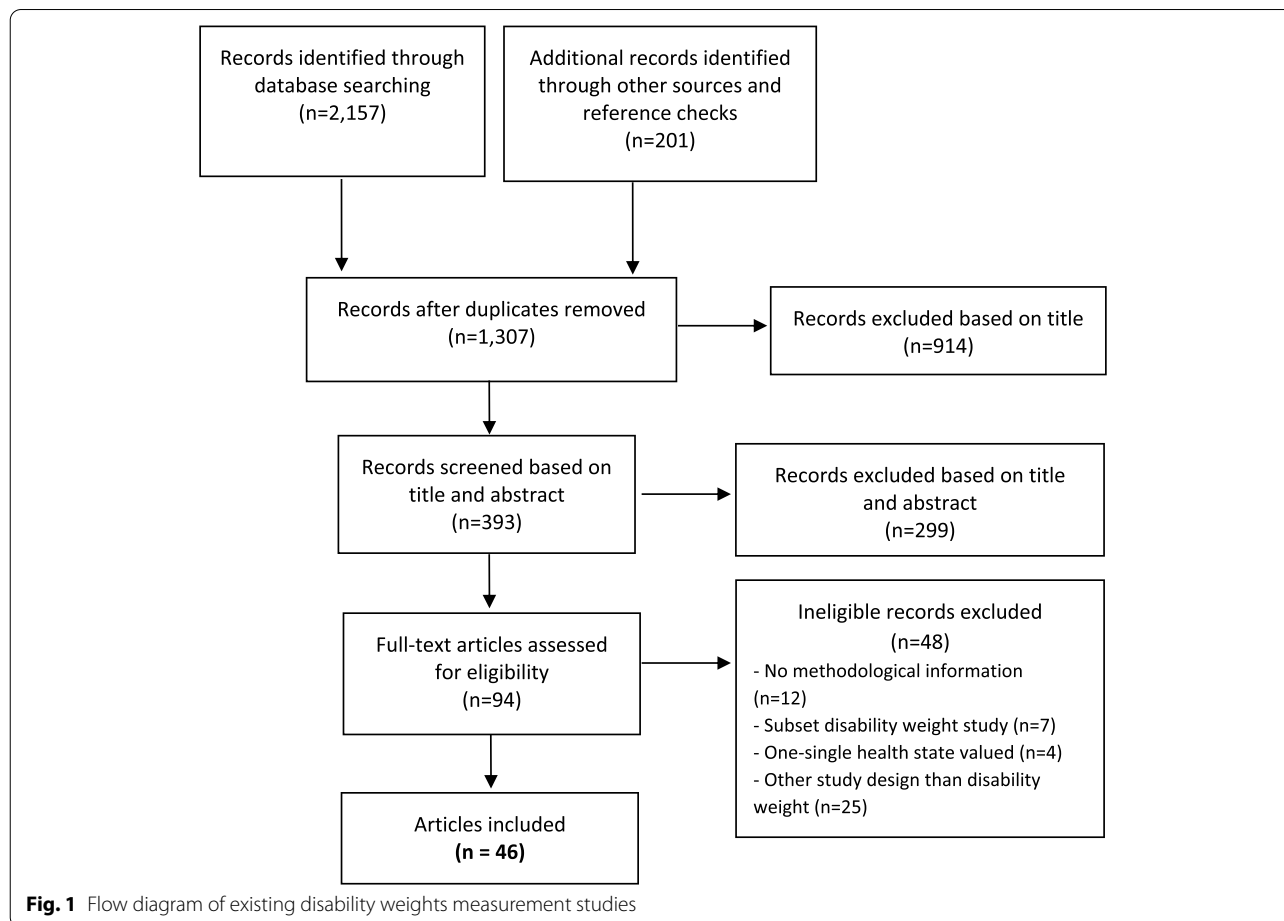 Records identified through
database searching
(n=2,157)
Additional records identified
through other sources and
reference checks
(n=201)
Records after duplicates removed
(n=1,307)
Records excluded based on title
(n=914)
Records screened based on
title and abstract
(n=393)
Records excluded based on title
and abstract
(n=299)
Full-text articles assessed
for eligibility
(n=94)
Ineligible records excluded
(n=48)
- No methodological information
(n=12)
- Subset disability weight study (n=7)
- One-single health state valued (n=4)
- Other study design than disability
weight (n=25)
Articles included
(n = 46)
Fig. 1 Flow diagram of existing disability weights measurement studies